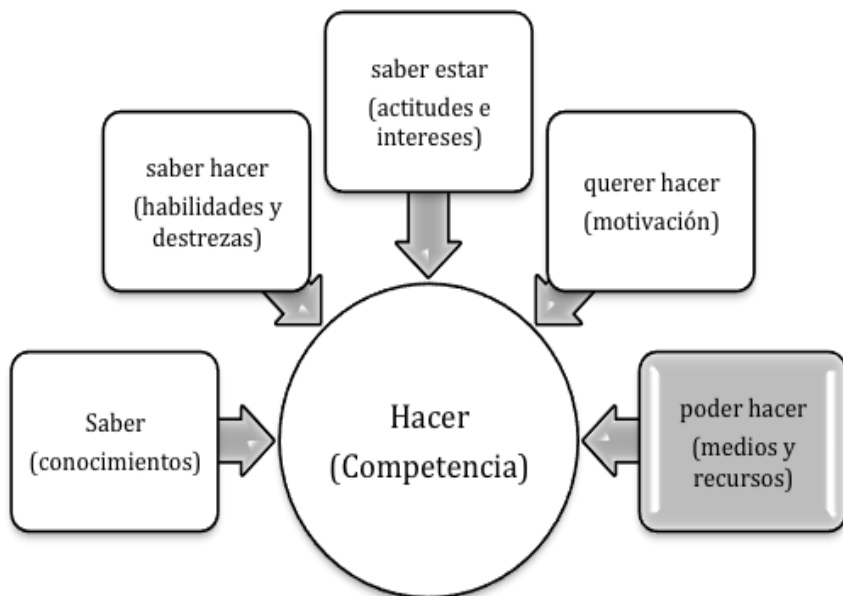 saber estar
(actitudes e
intereses)
saber hacer
(habilidades y
destrezas)
querer hacer
(motivación)
Saber
(conocimientos)
Hacer
(Competencia)
poder hacer
(medios y
recursos)